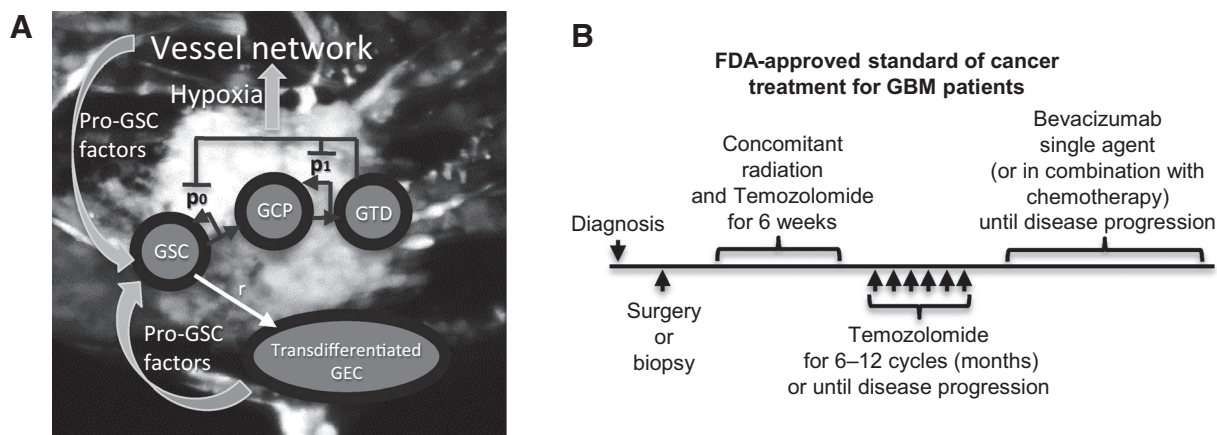 A
Vessel network
Hypoxia
Pro-GSC
factors
p1
p0
GCP
GTD
GSC
r
Pro-GSC
factors
Transdifferentiated
GEC
B
FDA-approved standard of cancer
treatment for GBM patients
Bevacizumab
single agent
(or in combination with
chemotherapy)
until disease progression
Concomitant
radiation
and Temozolomide
for 6 weeks
Diagnosis
Surgery
or
biopsy
Temozolomide
for 6–12 cycles (months)
or until disease progression